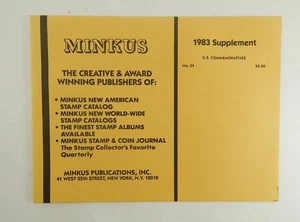 MINKUS
THE CREATIVE & AWARD
WINNING PUBLISHERS OF:
• MINKUS NEW AMERICAN
STAMP CATALOG
• MINKUS NEW WORLD-WIDE
STAMP CATALOGS
• THE FINEST STAMP ALBUMS
AVAILABLE
• MINKUS STAMP & COIN JOURNAL
The Stamp Collector's Favorite
Quarterly
MINKUS PUBLICATIONS, INC.
41 WEST 25th STREET, NEW YORK, N.Y. 10010
1983 Supplement
U.S. COMMEMORATIVES
No. 24